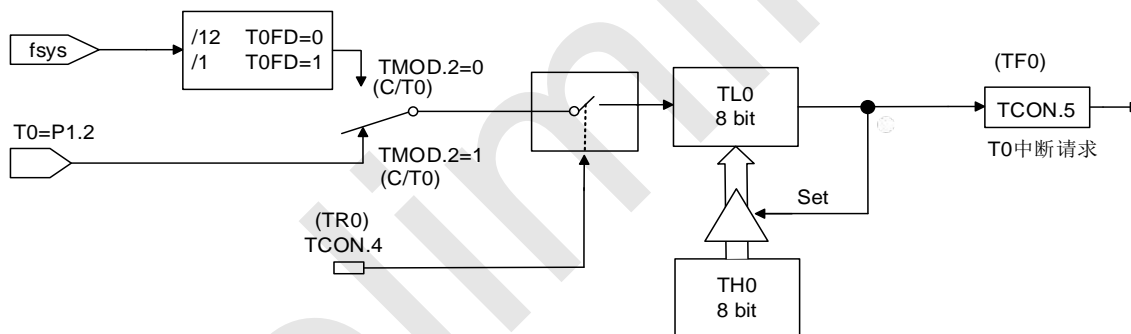 fsys
/12 T0FD=0
/1 T0FD=1
TMOD.2=0
(C/T0)
T0=P1.2
TMOD.2=1
(C/T0)
(TR0)
TCON.4
TL0
8 bit
Set
TH0
8 bit
(TF0)
TCON.5
T0中断请求